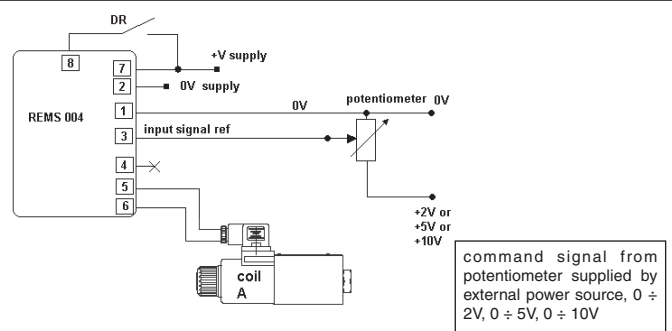 DR
8
+V supply
7
2
0V supply
1
0V
potentiometer 0V
REMS 004
3
input signal ref
4
5
6
+2V or
+5V or
+10V
coil
A
command signal from
potentiometer supplied by
external power source, 0 ÷
2V, 0 ÷ 5V, 0 ÷ 10V